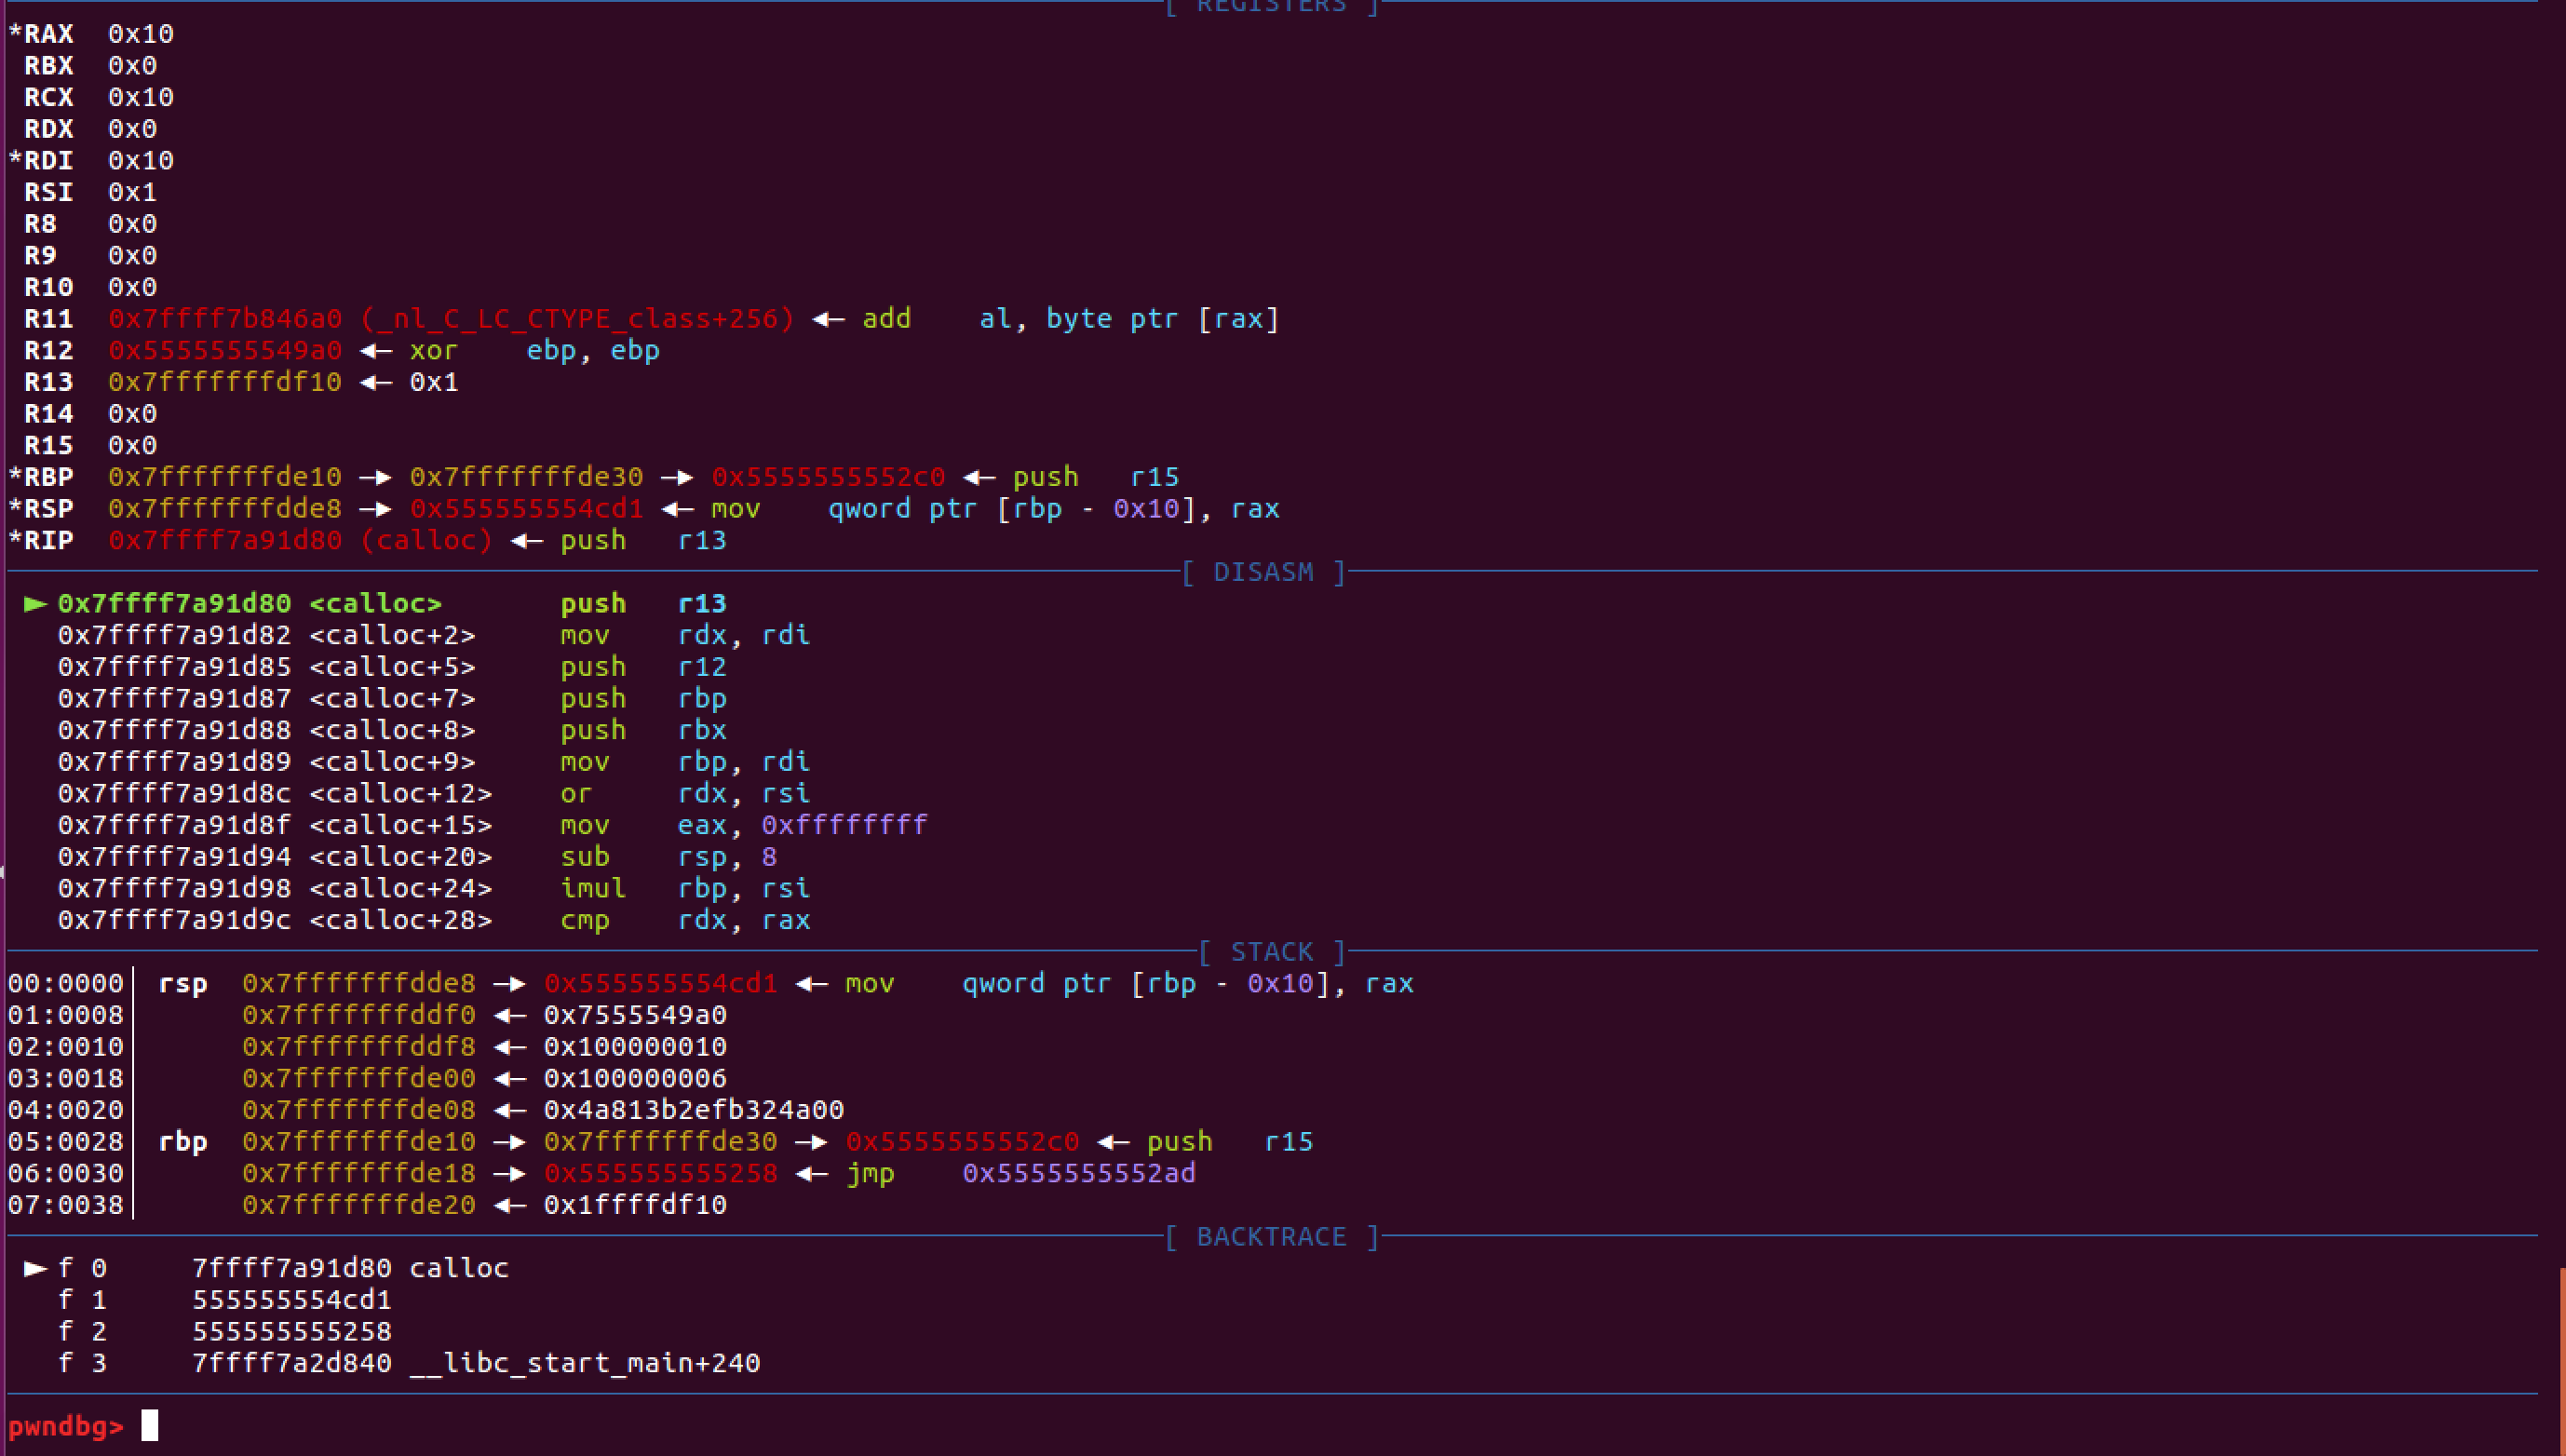 [ REGISTERS ]
*RAX 0x10
RBX 0x0
RCX 0x10
RDX 0x0
*RDI 0x10
RSI 0x1
R8 0x0
R9 0x0
R10 0x0
R11 0x7ffff7b846a0 (_nl_C_LC_CTYPE_class+256) ◂— add al, byte ptr [rax]
R12 0x5555555549a0 ◂— xor ebp, ebp
R13 0x7fffffffdf10 ◂— 0x1
R14 0x0
R15 0x0
*RBP 0x7fffffffde10 —▸ 0x7fffffffde30 —▸ 0x5555555552c0 ◂— push r15
*RSP 0x7fffffffdde8 —▸ 0x555555554cd1 ◂— mov qword ptr [rbp - 0x10], rax
*RIP 0x7ffff7a91d80 (calloc) ◂— push r13
[ DISASM ]
► 0x7ffff7a91d80 <calloc> push r13
0x7ffff7a91d82 <calloc+2> mov rdx, rdi
0x7ffff7a91d85 <calloc+5> push r12
0x7ffff7a91d87 <calloc+7> push rbp
0x7ffff7a91d88 <calloc+8> push rbx
0x7ffff7a91d89 <calloc+9> mov rbp, rdi
0x7ffff7a91d8c <calloc+12> or rdx, rsi
0x7ffff7a91d8f <calloc+15> mov eax, 0xffffffff
0x7ffff7a91d94 <calloc+20> sub rsp, 8
0x7ffff7a91d98 <calloc+24> imul rbp, rsi
0x7ffff7a91d9c <calloc+28> cmp rdx, rax
[ STACK ]
00:0000│ rsp 0x7fffffffdde8 —▸ 0x555555554cd1 ◂— mov qword ptr [rbp - 0x10], rax
01:0008│ 0x7fffffffddf0 ◂— 0x7555549a0
02:0010│ 0x7fffffffddf8 ◂— 0x100000010
03:0018│ 0x7fffffffde00 ◂— 0x100000006
04:0020│ 0x7fffffffde08 ◂— 0x4a813b2efb324a00
05:0028│ rbp 0x7fffffffde10 —▸ 0x7fffffffde30 —▸ 0x5555555552c0 ◂— push r15
06:0030│ 0x7fffffffde18 —▸ 0x555555555258 ◂— jmp 0x5555555552ad
07:0038│ 0x7fffffffde20 ◂— 0x1ffffdf10
[ BACKTRACE ]
► f 0 7ffff7a91d80 calloc
f 1 555555554cd1
f 2 555555555258
f 3 7ffff7a2d840 __libc_start_main+240
pwndbg>